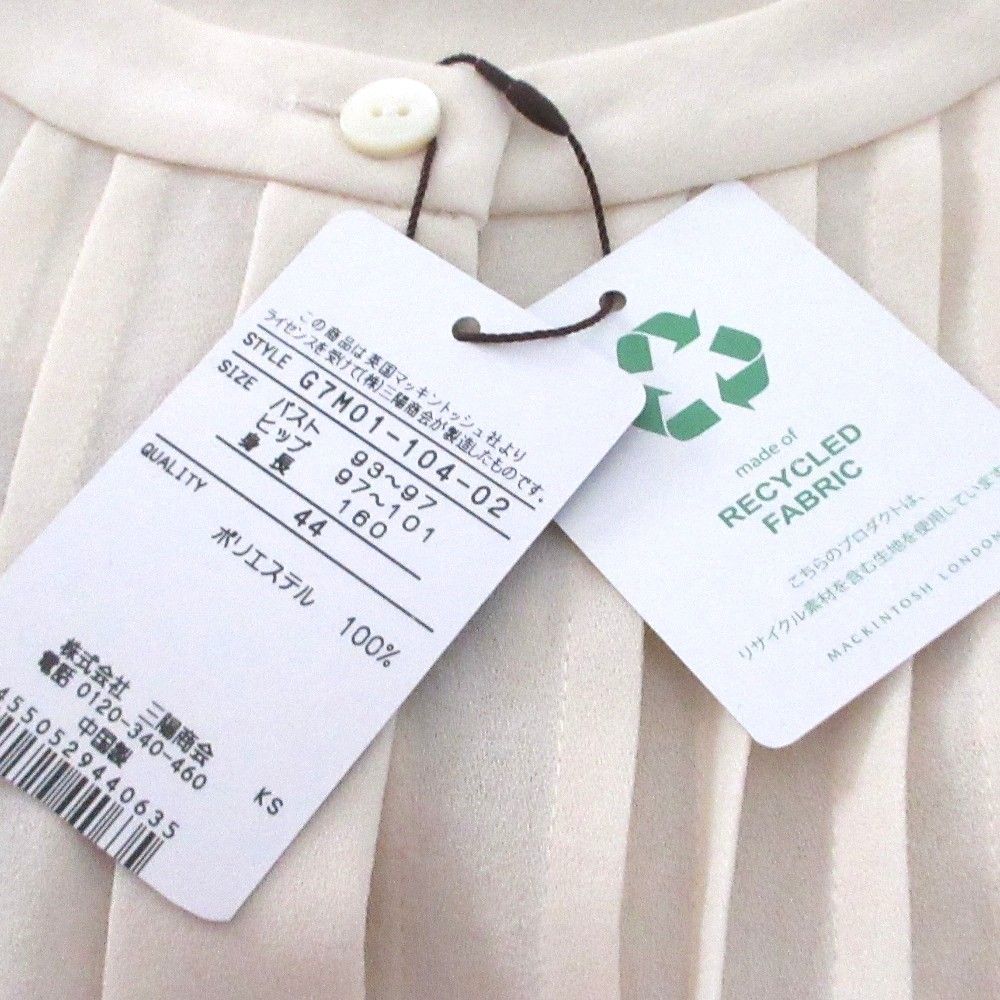 この商品は英国マッキントッシュ社より
ライセンスを受けて(株)三陽商会が製造したものです。
STYLE G7M01-104-02
SIZE
バスト 93~97
ヒップ 97~101
身長 160
44
QUALITY
ポリエステル 100%
株式会社 三陽商会
電話 0120-340-460
中国製
KS
4550529440635
made of
RECYCLED
FABRIC
こちらのプロダクトは、
リサイクル素材を含む生地を使用しています
MACKINTOSH LONDON